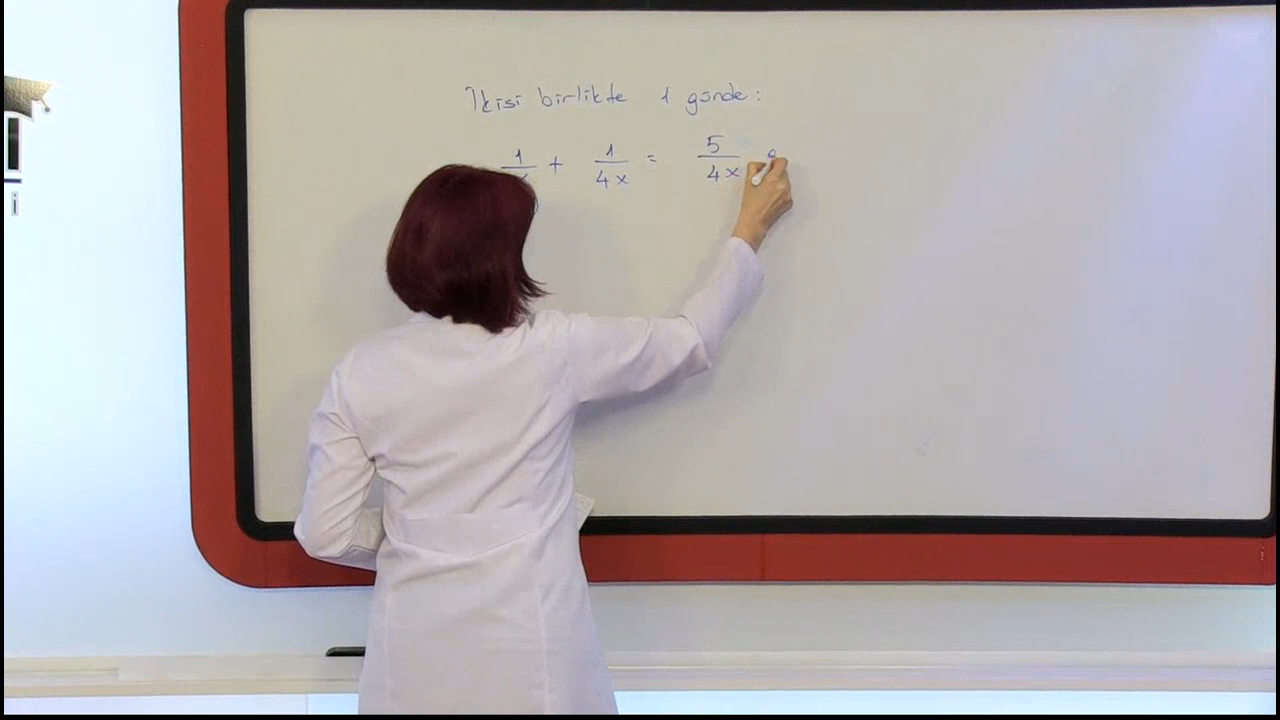 İkisi birlikte 1 günde:
1/x + 1/4x = 5/4x
i